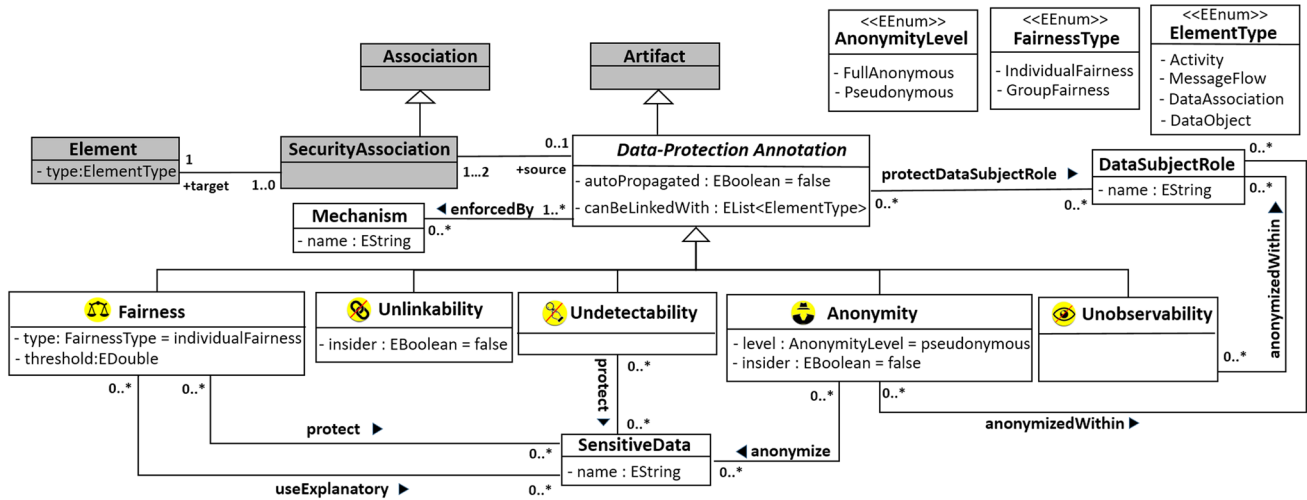 <<EEnum>>
AnonymityLevel
- FullAnonymous
- Pseudonymous
<<EEnum>>
FairnessType
- IndividualFairness
- GroupFairness
<<EEnum>>
ElementType
- Activity
- MessageFlow
- DataAssociation
- DataObject
Association
Artifact
Element
- type:ElementType
1
+target
1..0
SecurityAssociation
1...2
0..1
+source
Data-Protection Annotation
- autoPropagated : EBoolean = false
- canBeLinkedWith : EList<ElementType>
protectDataSubjectRole
0..*
0..*
DataSubjectRole
- name : EString
0..*
0..*
Mechanism
- name : EString
enforcedBy
1..*
0..*
anonymizedWithin
Fairness
- type: FairnessType = individualFairness
- threshold:EDouble
Unlinkability
- insider : EBoolean = false
Undetectability
Anonymity
- level : AnonymityLevel = pseudonymous
- insider : EBoolean = false
Unobservability
0..*
0..*
0..*
protect
0..*
0..*
0..*
0..*
anonymizedWithin
protect
0..*
SensitiveData
- name : EString
anonymize
0..*
useExplanatory
0..*